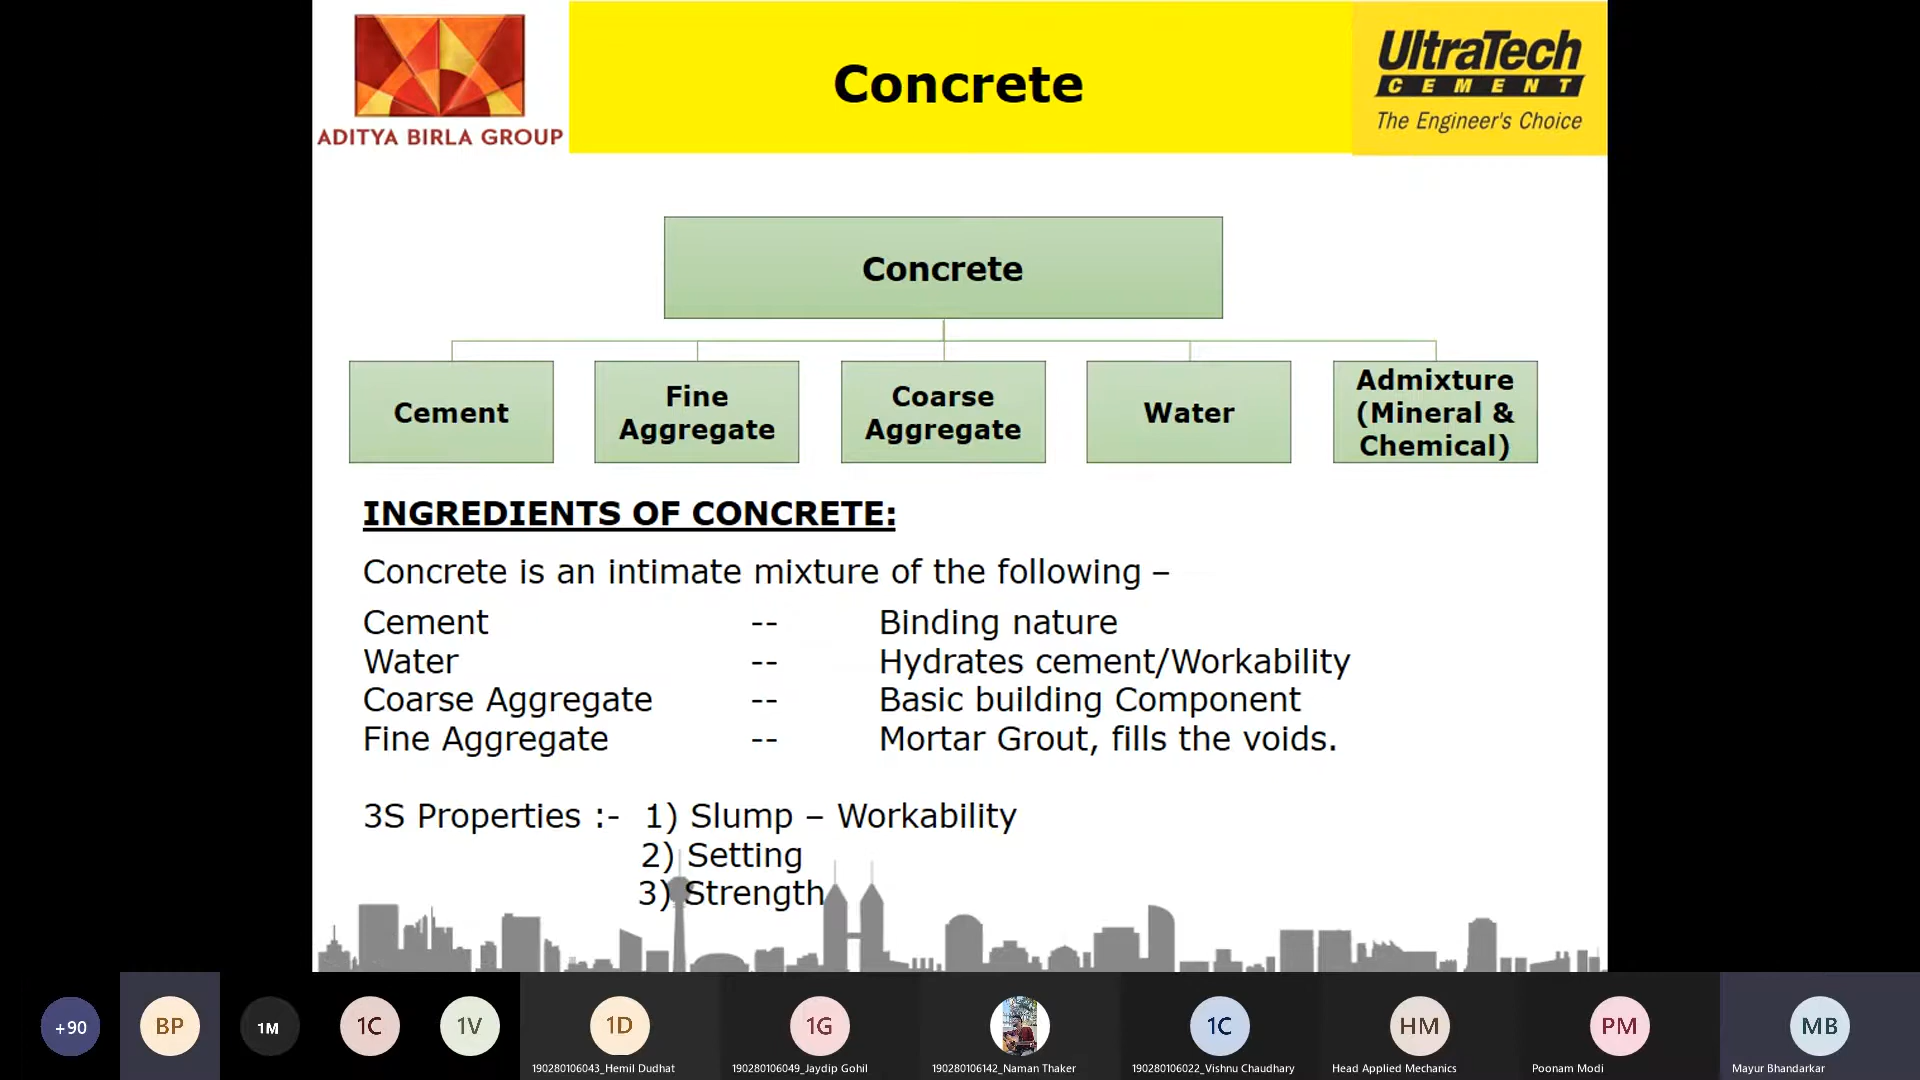 ADITYA BIRLA GROUP
Concrete
UltraTech
CEMENT
The Engineer's Choice
Concrete
Cement
Fine
Aggregate
Coarse
Aggregate
Water
Admixture
(Mineral &
Chemical)
INGREDIENTS OF CONCRETE:
Concrete is an intimate mixture of the following –
Cement -- Binding nature
Water -- Hydrates cement/Workability
Coarse Aggregate -- Basic building Component
Fine Aggregate -- Mortar Grout, fills the voids.
3S Properties :- 1) Slump – Workability
2) Setting
3) Strength
+90
BP
1M
1C
1V
1D
190280106043_Hemil Dudhat
1G
190280106049_Jaydip Gohil
190280106142_Naman Thaker
1C
190280106022_Vishnu Chaudhary
HM
Head Applied Mechanics
PM
Poonam Modi
MB
Mayur Bhandarkar